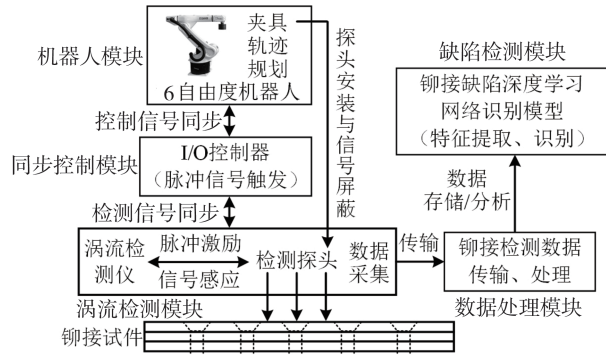 机器人模块
夹具
轨迹
规划
6自由度机器人
探头安装与信号屏蔽
控制信号同步
同步控制模块
I/O控制器
（脉冲信号触发）
检测信号同步
涡流检
测仪
脉冲激励
信号感应
检测探头
数据
采集
涡流检测模块
铆接试件
传输
铆接检测数据
传输、处理
数据处理模块
数据
存储/分析
缺陷检测模块
铆接缺陷深度学习
网络识别模型
（特征提取、识别）